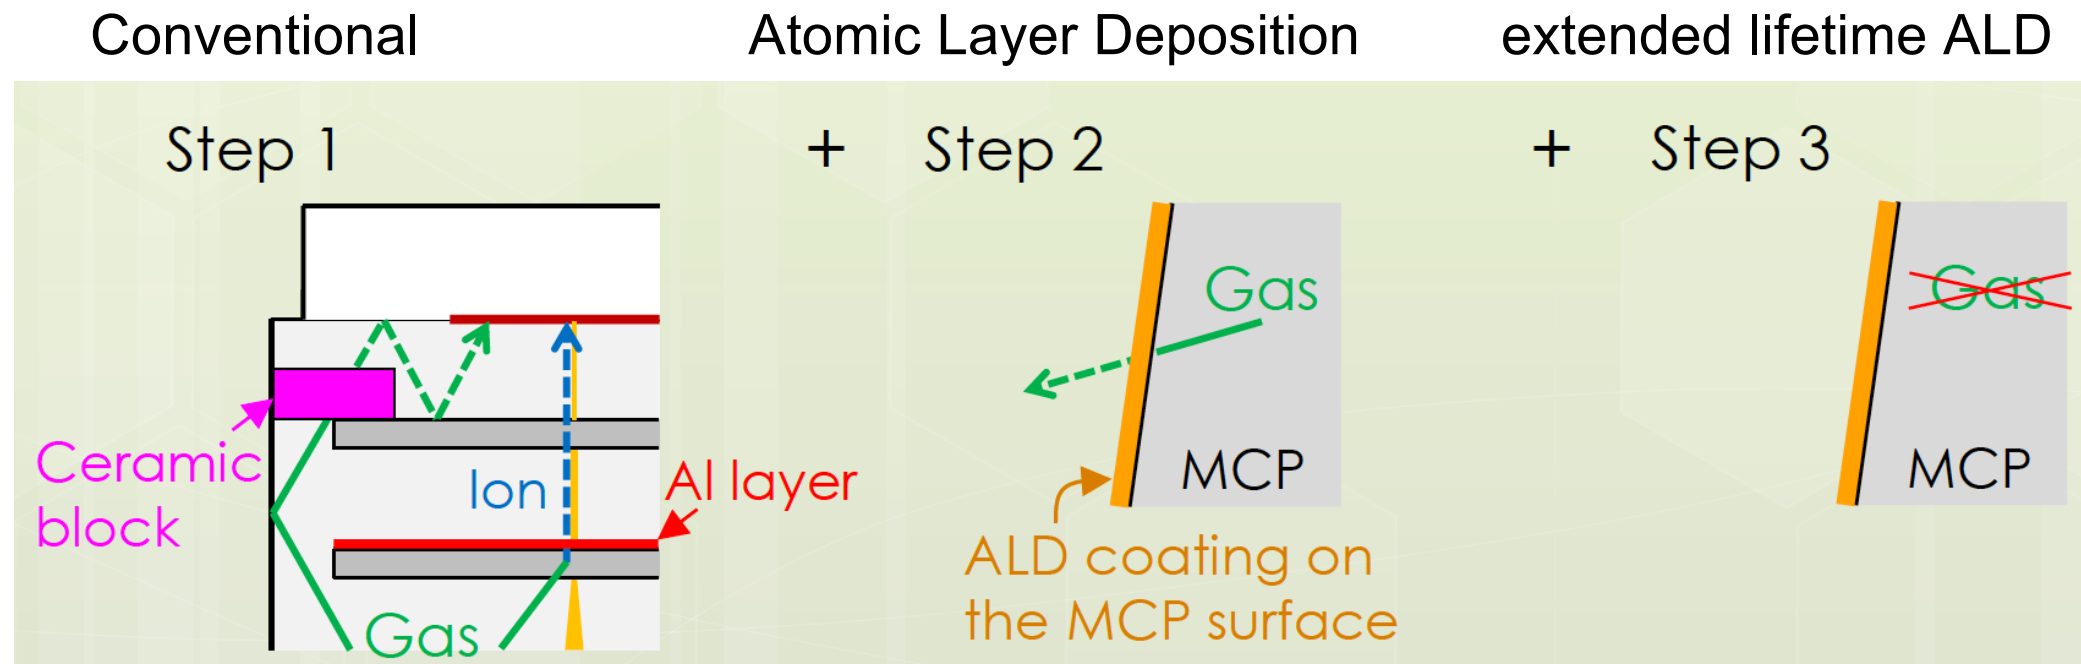 Conventional
Atomic Layer Deposition
extended lifetime ALD
Step 1
+ Step 2
+ Step 3
Ceramic
block
Ion
Al layer
Gas
Gas
MCP
ALD coating on
the MCP surface
Gas
MCP